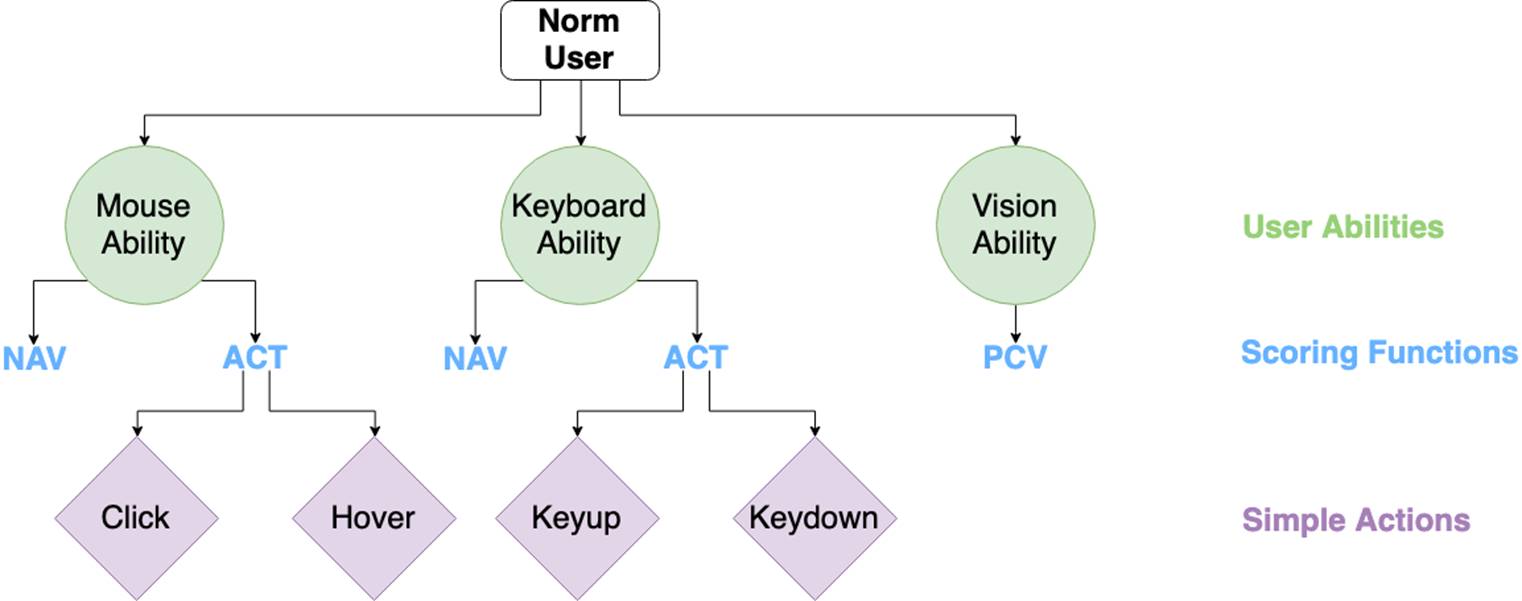 Norm
User
Mouse
Ability
Keyboard
Ability
Vision
Ability
User Abilities
NAV
ACT
NAV
ACT
PCV
Scoring Functions
Click
Hover
Keyup
Keydown
Simple Actions